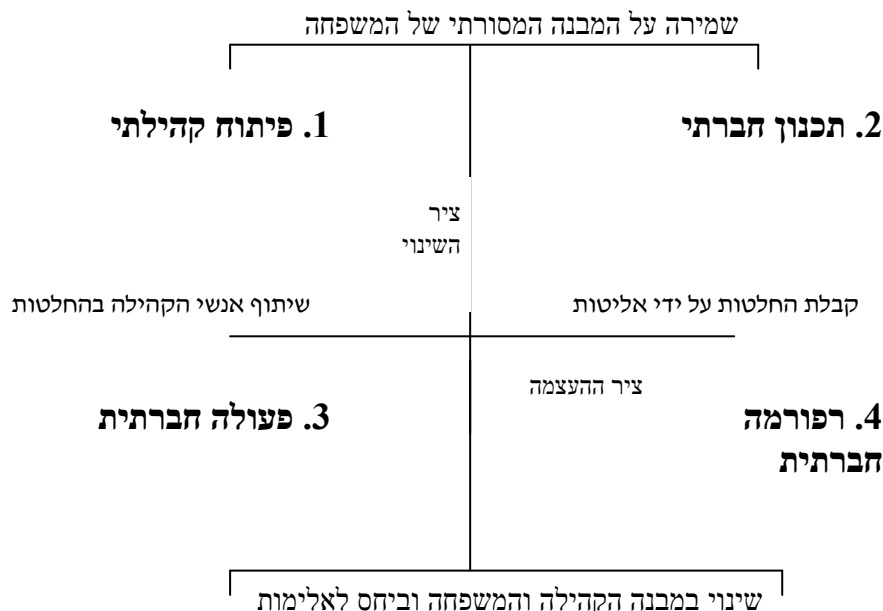 שמירה על המבנה המסורתי של המשפחה
2. תכנון חברתי
1. פיתוח קהילתי
ציר
השינוי
קבלת החלטות על ידי אליטות
שיתוף אנשי הקהילה בהחלטות
ציר ההעצמה
4. רפורמה
חברתית
3. פעולה חברתית
שינוי במבנה הקהילה והמשפחה וביחס לאלימות